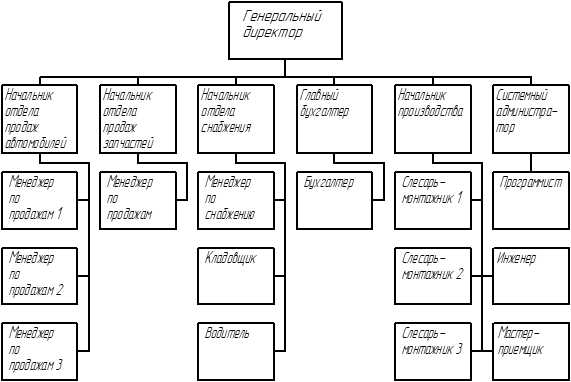 Генеральный
директор
Начальник
отдела
продаж
автомобилей
Начальник
отдела
продаж
запчастей
Начальник
отдела
снабжения
Главный
бухгалтер
Начальник
производства
Системный
администра-
тор
Менеджер
по
продажам 1
Менеджер
по
продажам
Менеджер
по
снабжению
Бухгалтер
Слесарь-
монтажник 1
Программист
Менеджер
по
продажам 2
Кладовщик
Слесарь-
монтажник 2
Инженер
Менеджер
по
продажам 3
Водитель
Слесарь-
монтажник 3
Мастер-
приемщик